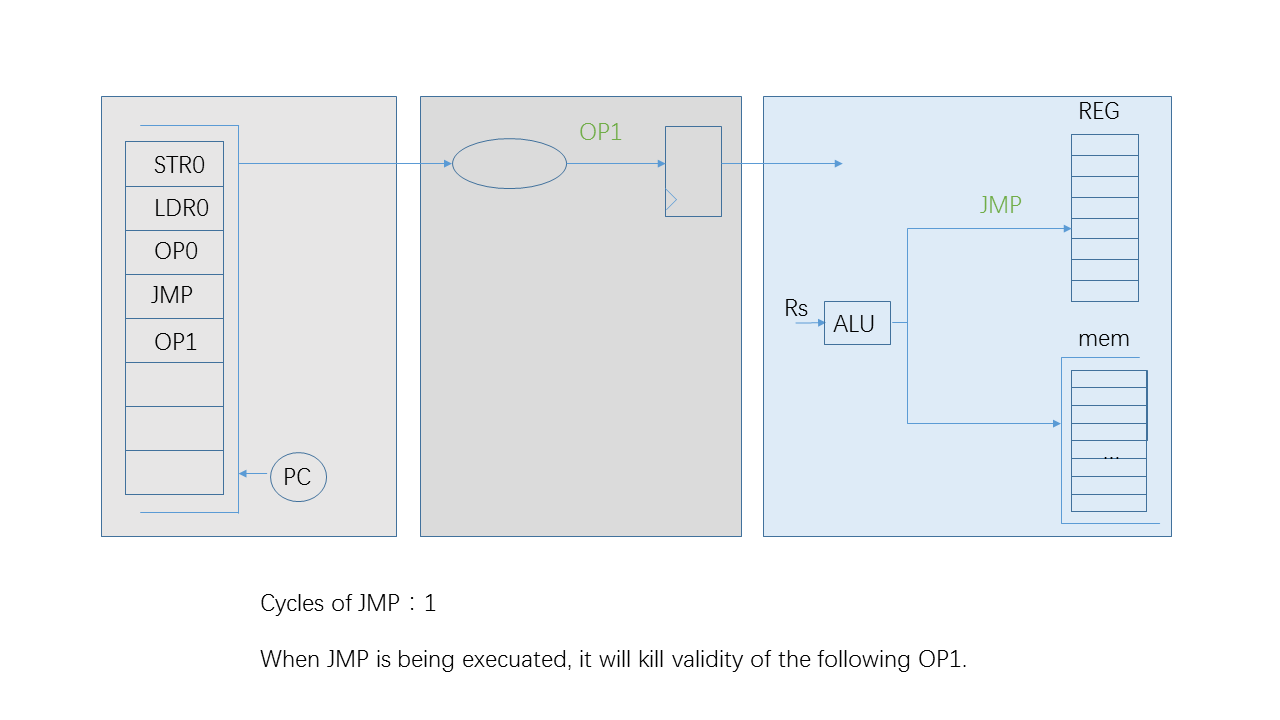 REG
OP1
STR0
LDR0
JMP
OP0
JMP
Rs
ALU
OP1
mem
...
PC
Cycles of JMP：1
When JMP is being execuated, it will kill validity of the following OP1.